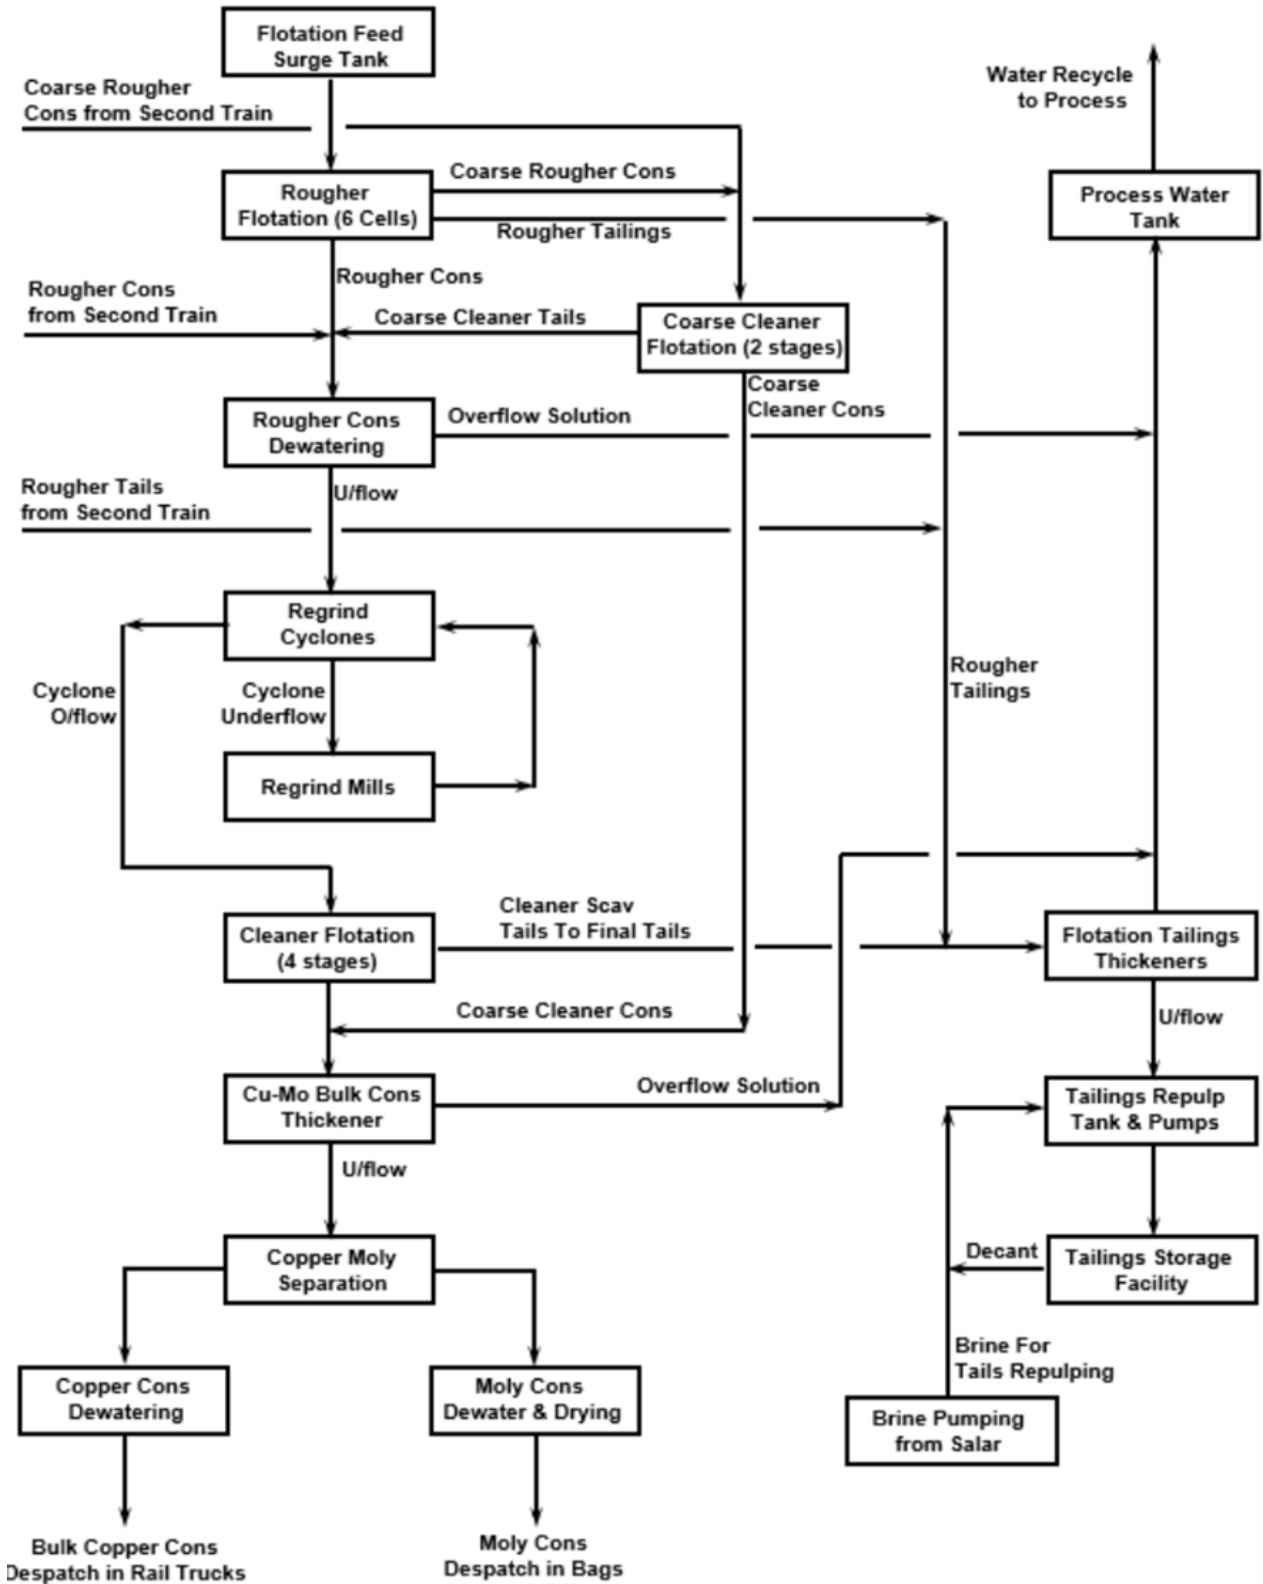 Flotation Feed
Surge Tank
Coarse Rougher
Cons from Second Train
Water Recycle
to Process
Rougher
Flotation (6 Cells)
Coarse Rougher Cons
Rougher Tailings
Process Water
Tank
Rougher Cons
Rougher Cons
from Second Train
Coarse Cleaner Tails
Coarse Cleaner
Flotation (2 stages)
Coarse
Cleaner Cons
Rougher Cons
Dewatering
Overflow Solution
U/flow
Rougher Tails
from Second Train
Regrind
Cyclones
Cyclone
O/flow
Cyclone
Underflow
Rougher
Tailings
Regrind Mills
Cleaner Flotation
(4 stages)
Cleaner Scav
Tails To Final Tails
Flotation Tailings
Thickeners
Coarse Cleaner Cons
U/flow
Cu-Mo Bulk Cons
Thickener
Overflow Solution
Tailings Repulp
Tank & Pumps
U/flow
Copper Moly
Separation
Decant
Tailings Storage
Facility
Brine For
Tails Repulping
Copper Cons
Dewatering
Moly Cons
Dewater & Drying
Brine Pumping
from Salar
Bulk Copper Cons
Despatch in Rail Trucks
Moly Cons
Despatch in Bags